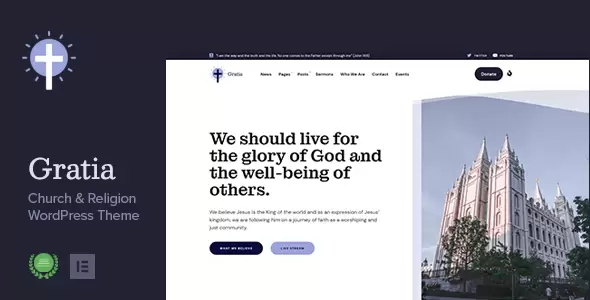 Gratia
Church & Religion
WordPress Theme
"I am the way and the truth and the life. No one comes to the Father except through me" (John 14:6)
TWITTER
YOUTUBE
Gratia
News
Pages
Posts
Sermons
Who We Are
Contact
Events
Donate
We should live for
the glory of God and
the well-being of
others.
We believe Jesus is the King of the world and as an expression of Jesus'
kingdom, we are following him on a journey of faith as a worshiping and
just community.
WHAT WE BELIEVE
LIVE STREAM